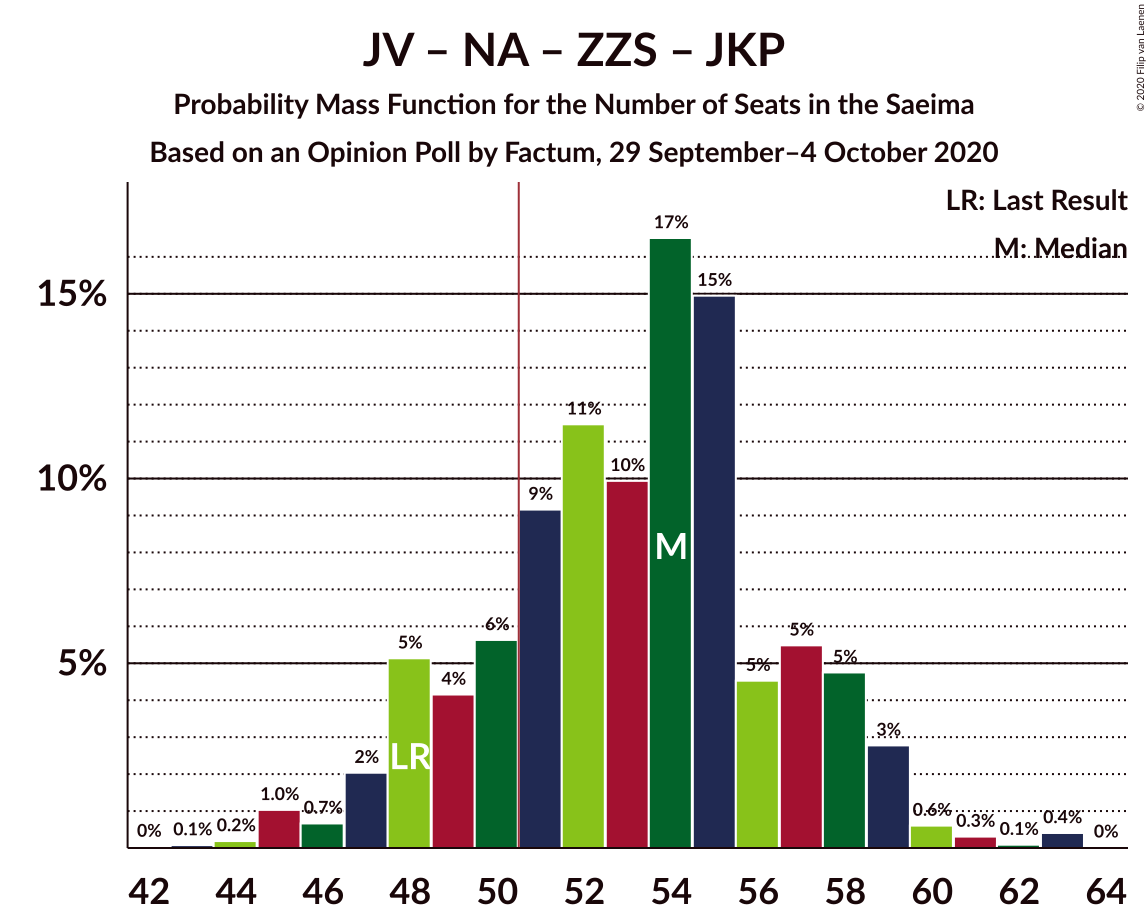 JV – NA – ZZS – JKP
Probability Mass Function for the Number of Seats in the Saeima
Based on an Opinion Poll by Factum, 29 September–4 October 2020
© 2020 Filip van Laenen
LR: Last Result
M: Median
15%
10%
5%
0%
0.1%
0.2%
1.0%
0.7%
2%
5%
4%
6%
9%
11%
10%
17%
15%
5%
5%
5%
3%
0.6%
0.3%
0.1%
0.4%
0%
LR
M
42 44 46 48 50 52 54 56 58 60 62 64